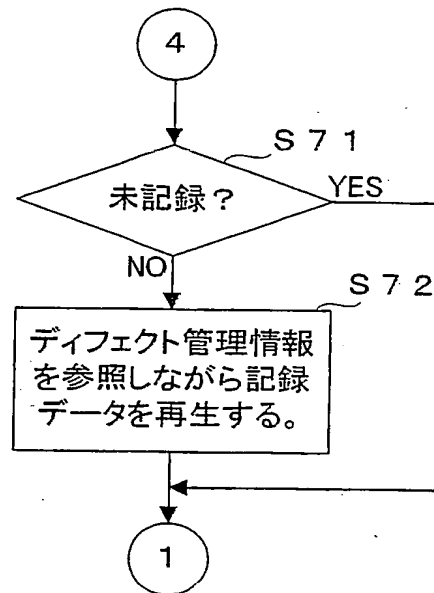 4
S71
未記録?
YES
NO
S72
ディフェクト管理情報
を参照しながら記録
データを再生する。
1